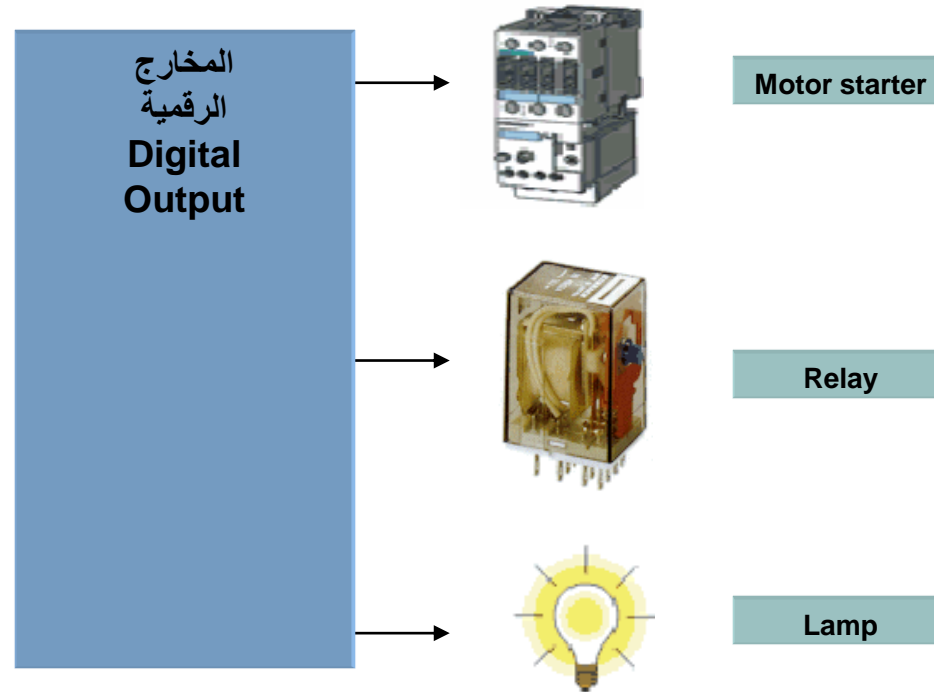 المخارج
الرقمية
Digital
Output
Motor starter
Relay
Lamp